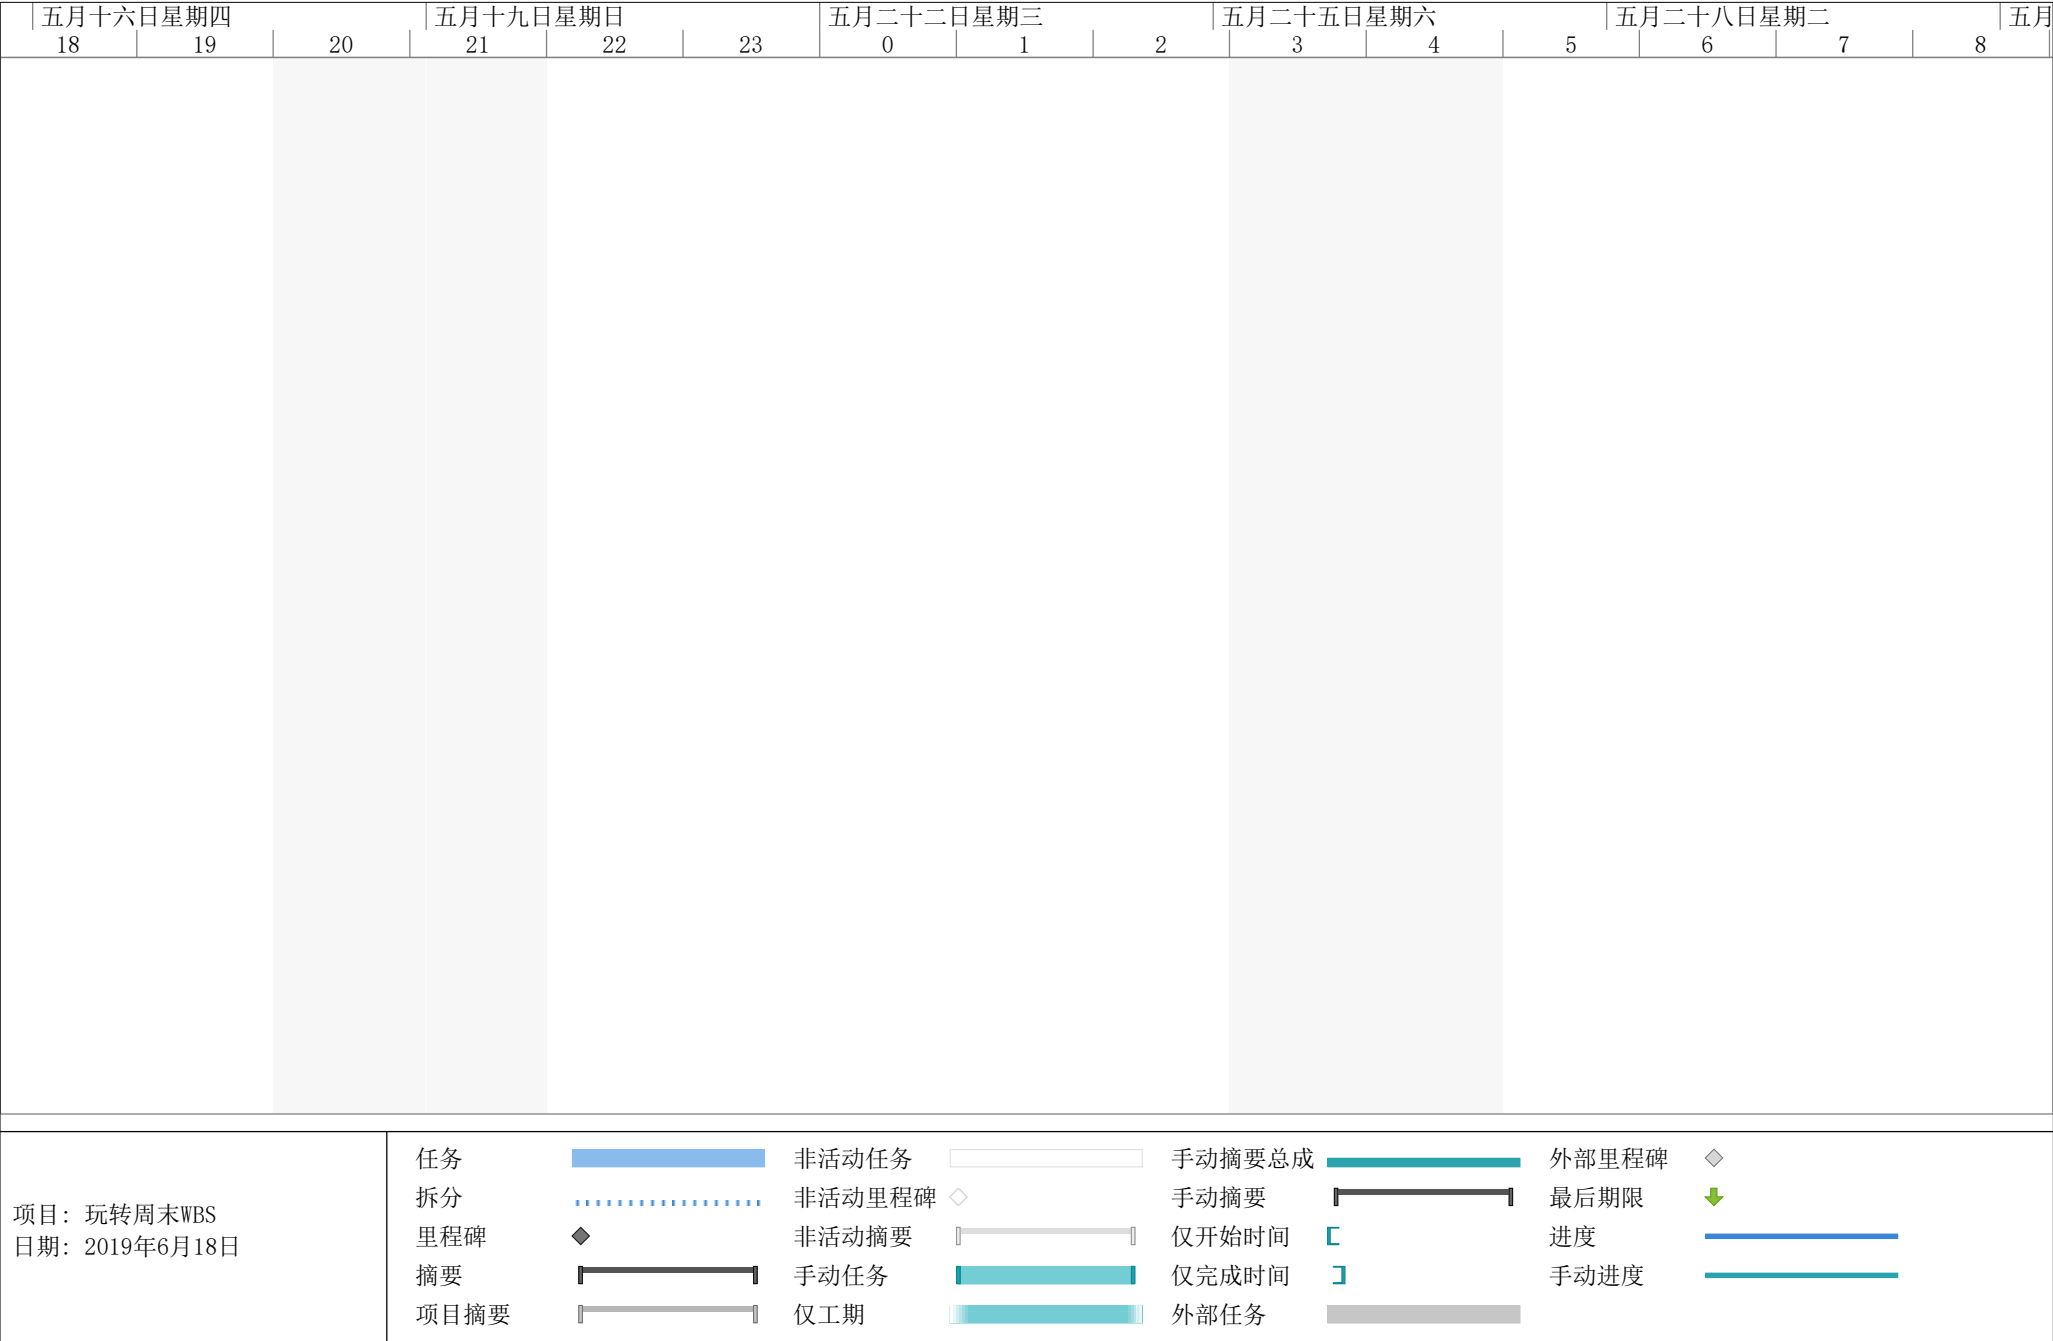 五月十六日星期四 五月十九日星期日 五月二十二日星期三 五月二十五日星期六 五月二十八日星期二 五月
18 19 20 21 22 23 0 1 2 3 4 5 6 7 8
项目: 玩转周末WBS
日期: 2019年6月18日
任务
拆分
里程碑
摘要
项目摘要
非活动任务
非活动里程碑
非活动摘要
手动任务
仅工期
手动摘要总成
手动摘要
仅开始时间
仅完成时间
外部任务
外部里程碑
最后期限
进度
手动进度